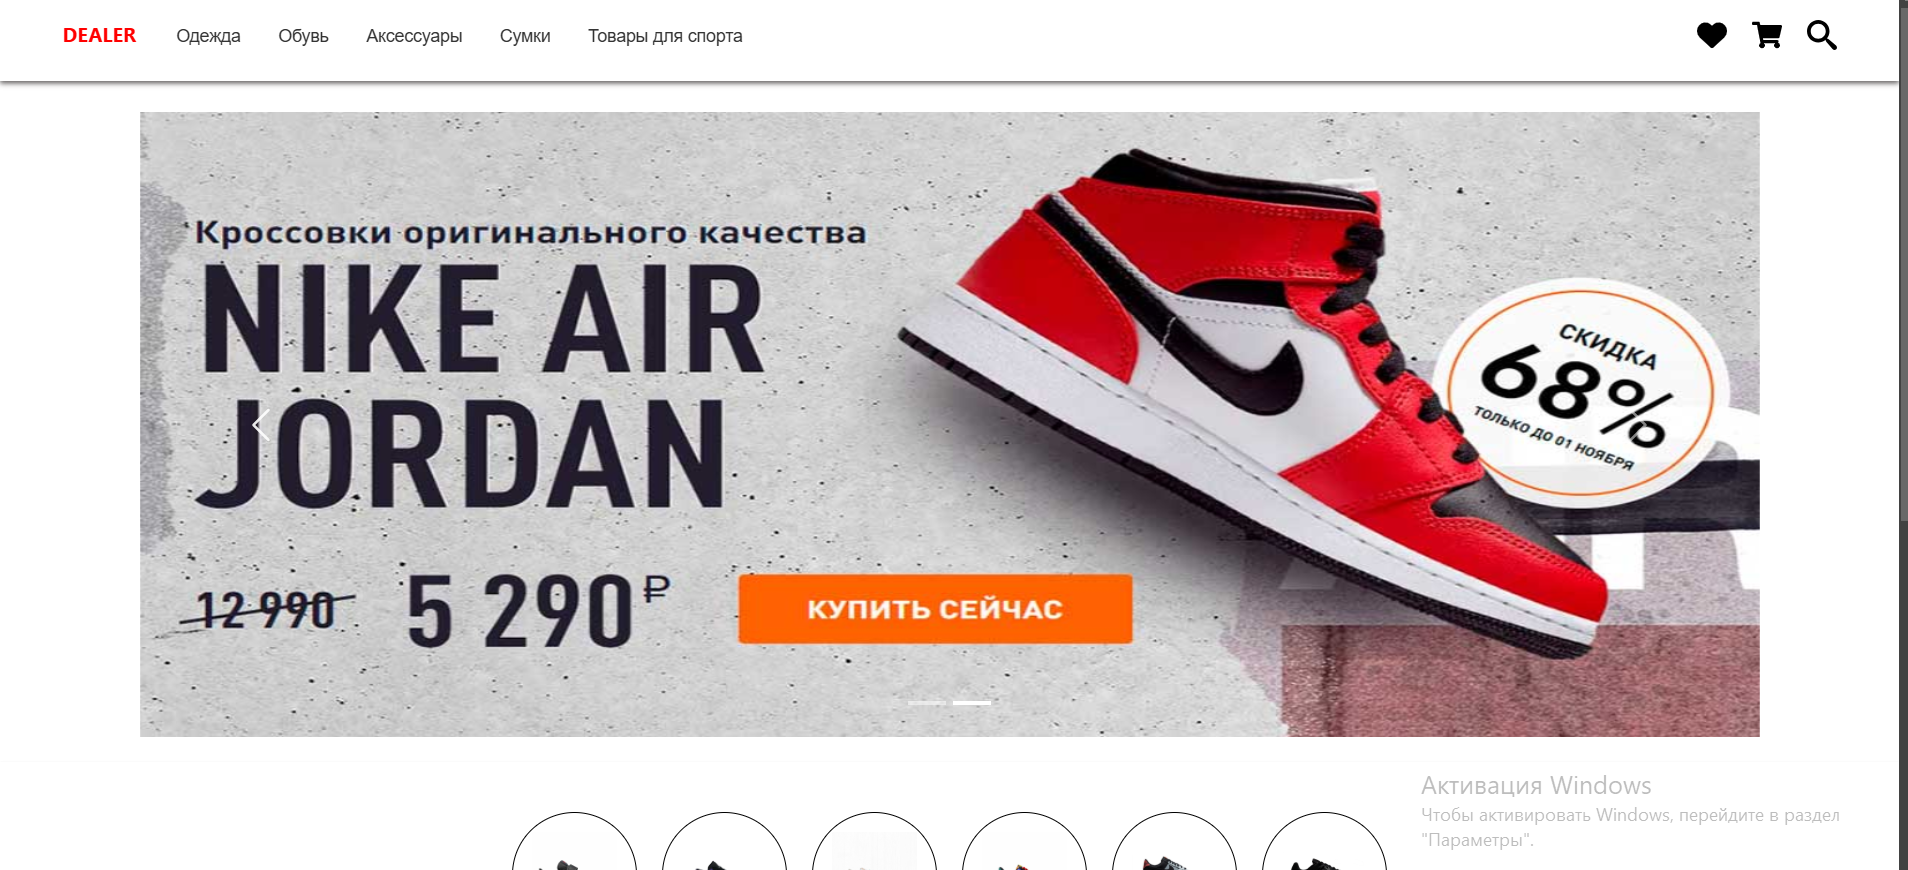 DEALER Одежда Обувь Аксессуары Сумки Товары для спорта
Кроссовки оригинального качества
NIKE AIR
JORDAN
СКИДКА
68%
ТОЛЬКО ДО 01 НОЯБРЯ
12 990 5 290 ₽ КУПИТЬ СЕЙЧАС
Активация Windows
Чтобы активировать Windows, перейдите в раздел
"Параметры".